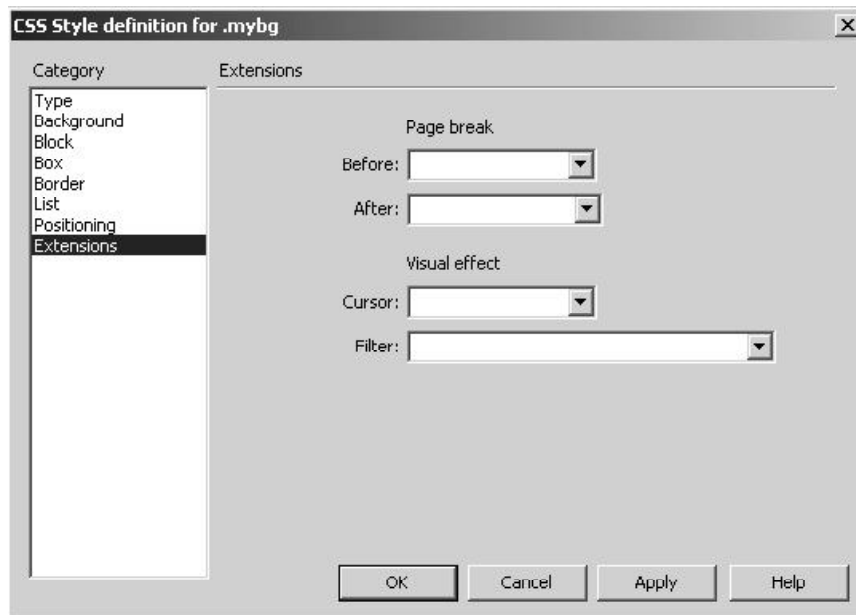 CSS Style definition for .mybg
Category
Type
Background
Block
Box
Border
List
Positioning
Extensions
Extensions
Page break
Before:
After:
Visual effect
Cursor:
Filter:
OK
Cancel
Apply
Help